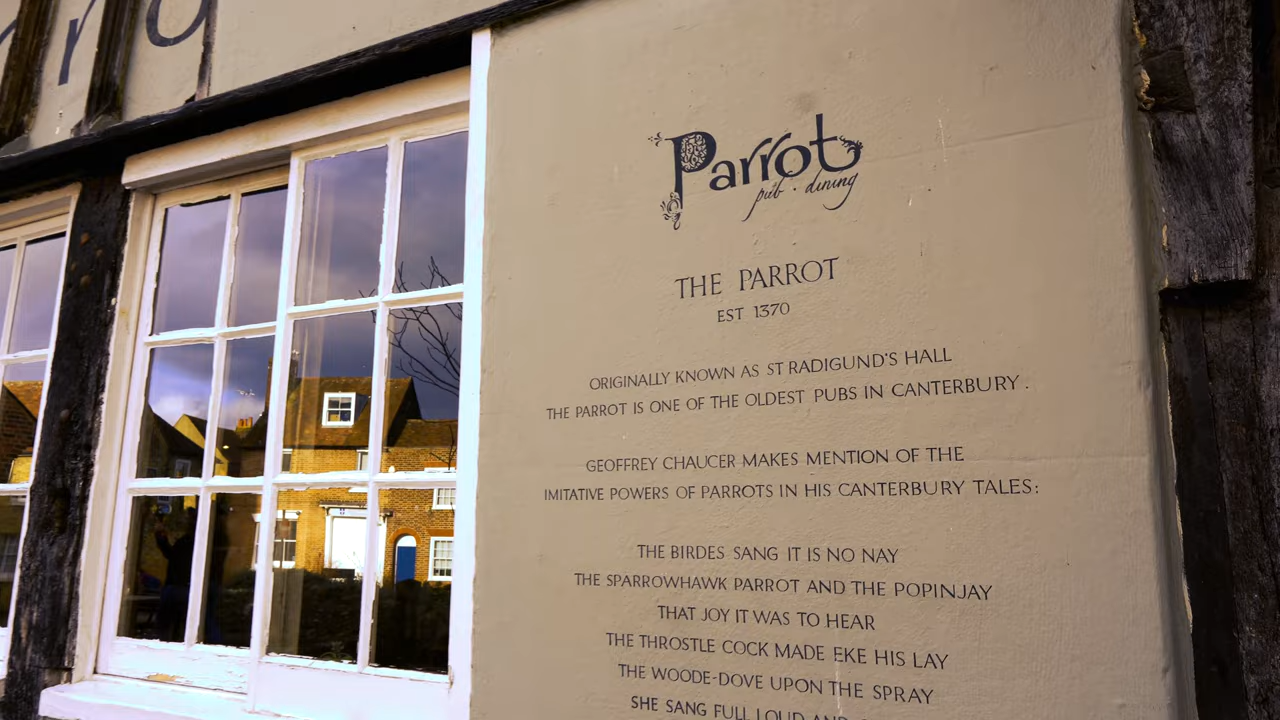 Parrot
pub · dining
THE PARROT
EST 1370
ORIGINALLY KNOWN AS ST RADIGUND'S HALL
THE PARROT IS ONE OF THE OLDEST PUBS IN CANTERBURY.
GEOFFREY CHAUCER MAKES MENTION OF THE
IMITATIVE POWERS OF PARROTS IN HIS CANTERBURY TALES:
THE BIRDES SANG IT IS NO NAY
THE SPARROWHAWK PARROT AND THE POPINJAY
THAT JOY IT WAS TO HEAR
THE THROSTLE COCK MADE EKE HIS LAY
THE WOODE-DOVE UPON THE SPRAY
SHE SANG FULL LOUD AND